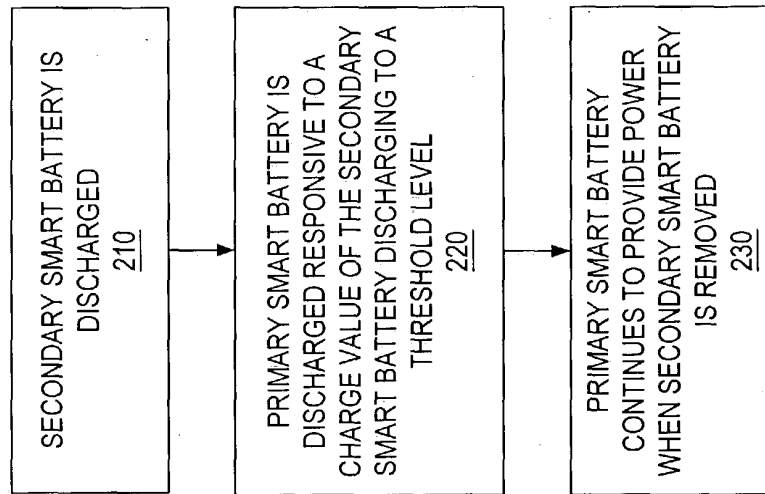 SECONDARY SMART BATTERY IS
DISCHARGED
210
PRIMARY SMART BATTERY IS
DISCHARGED RESPONSIVE TO A
CHARGE VALUE OF THE SECONDARY
SMART BATTERY DISCHARGING TO A
THRESHOLD LEVEL
220
PRIMARY SMART BATTERY
CONTINUES TO PROVIDE POWER
WHEN SECONDARY SMART BATTERY
IS REMOVED
230